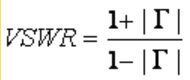 VSWR = (1+ | Γ |) / (1− | Γ |)